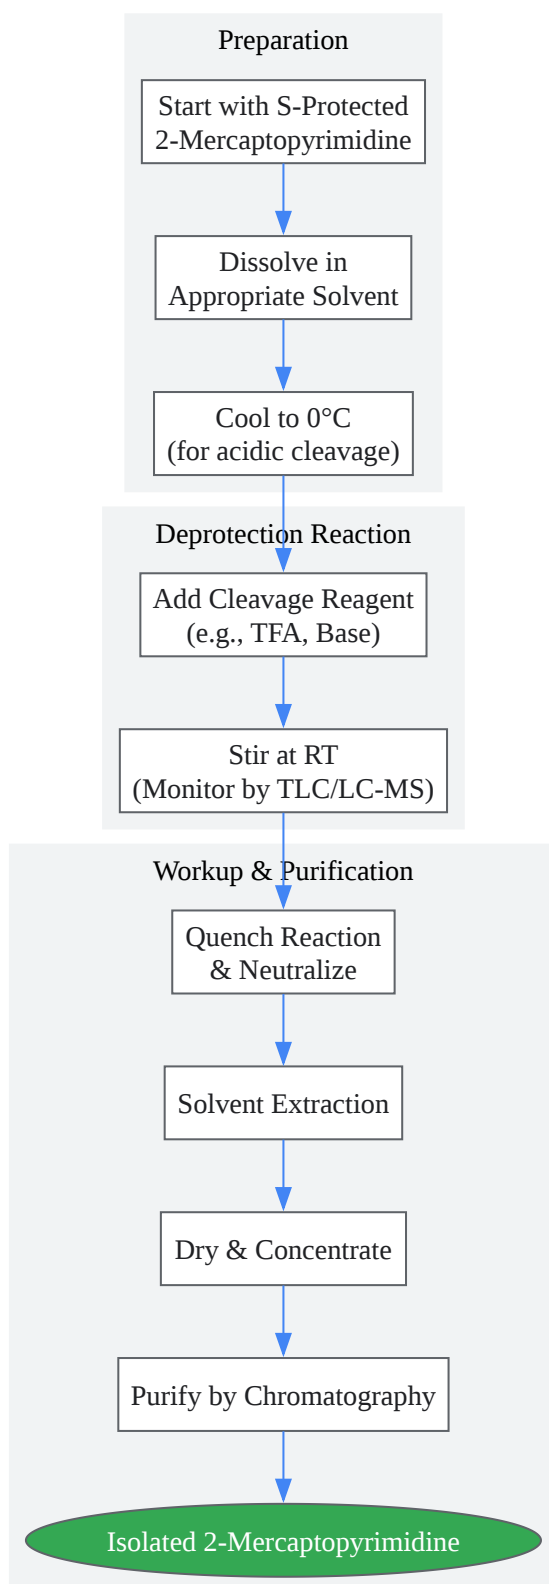 Preparation
Start with S-Protected
2-Mercaptopyrimidine
Dissolve in
Appropriate Solvent
Cool to 0°C
(for acidic cleavage)
Deprotection Reaction
Add Cleavage Reagent
(e.g., TFA, Base)
Stir at RT
(Monitor by TLC/LC-MS)
Workup & Purification
Quench Reaction
& Neutralize
Solvent Extraction
Dry & Concentrate
Purify by Chromatography
Isolated 2-Mercaptopyrimidine